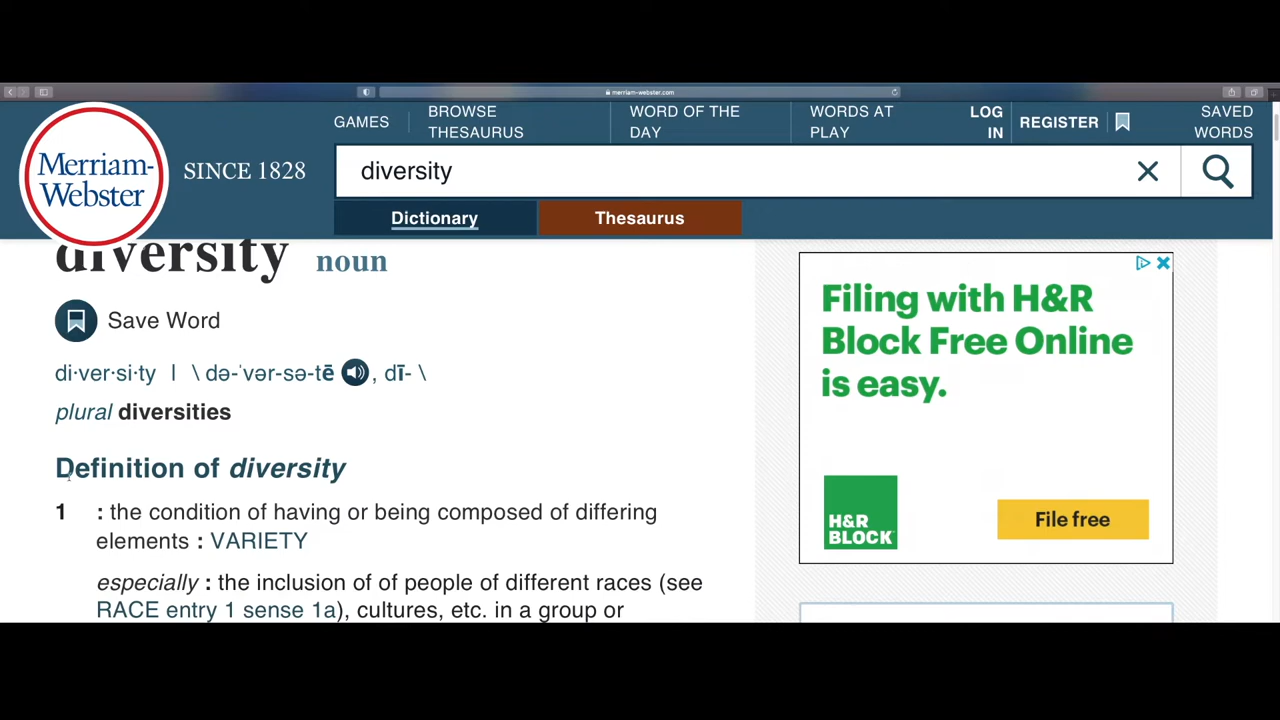 merriam-webster.com
Merriam-
Webster
SINCE 1828
GAMES
BROWSE
THESAURUS
WORD OF THE
DAY
WORDS AT
PLAY
LOG
IN
REGISTER
SAVED
WORDS
diversity
Dictionary
Thesaurus
diversity noun
Save Word
di·ver·si·ty | \ də-ˈvər-sə-tē , dī- \
plural diversities
Definition of diversity
1 : the condition of having or being composed of differing
elements : VARIETY
especially : the inclusion of of people of different races (see
RACE entry 1 sense 1a), cultures, etc. in a group or
Filing with H&R
Block Free Online
is easy.
H&R
BLOCK
File free